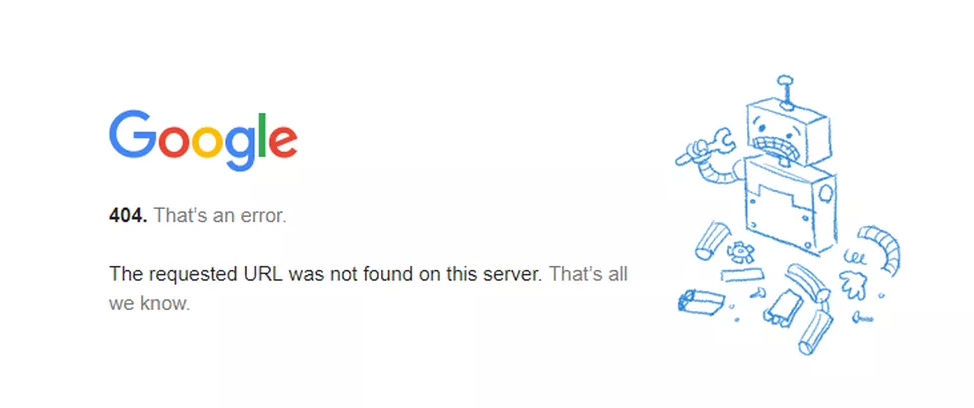 Google
404. That's an error.
The requested URL was not found on this server. That's all
we know.